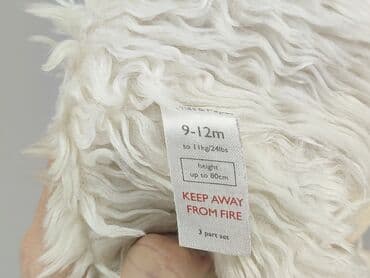 9-12m
to 11kg/24lbs
height
up to 80cm
KEEP AWAY
FROM FIRE
3 part set